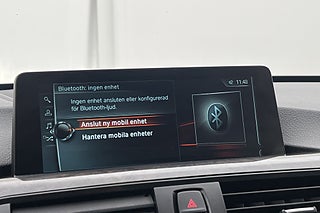 Bluetooth: ingen enhet
11:48
Ingen enhet ansluten eller konfigurerad
för Bluetooth-ljud.
Anslut ny mobil enhet
Hantera mobila enheter